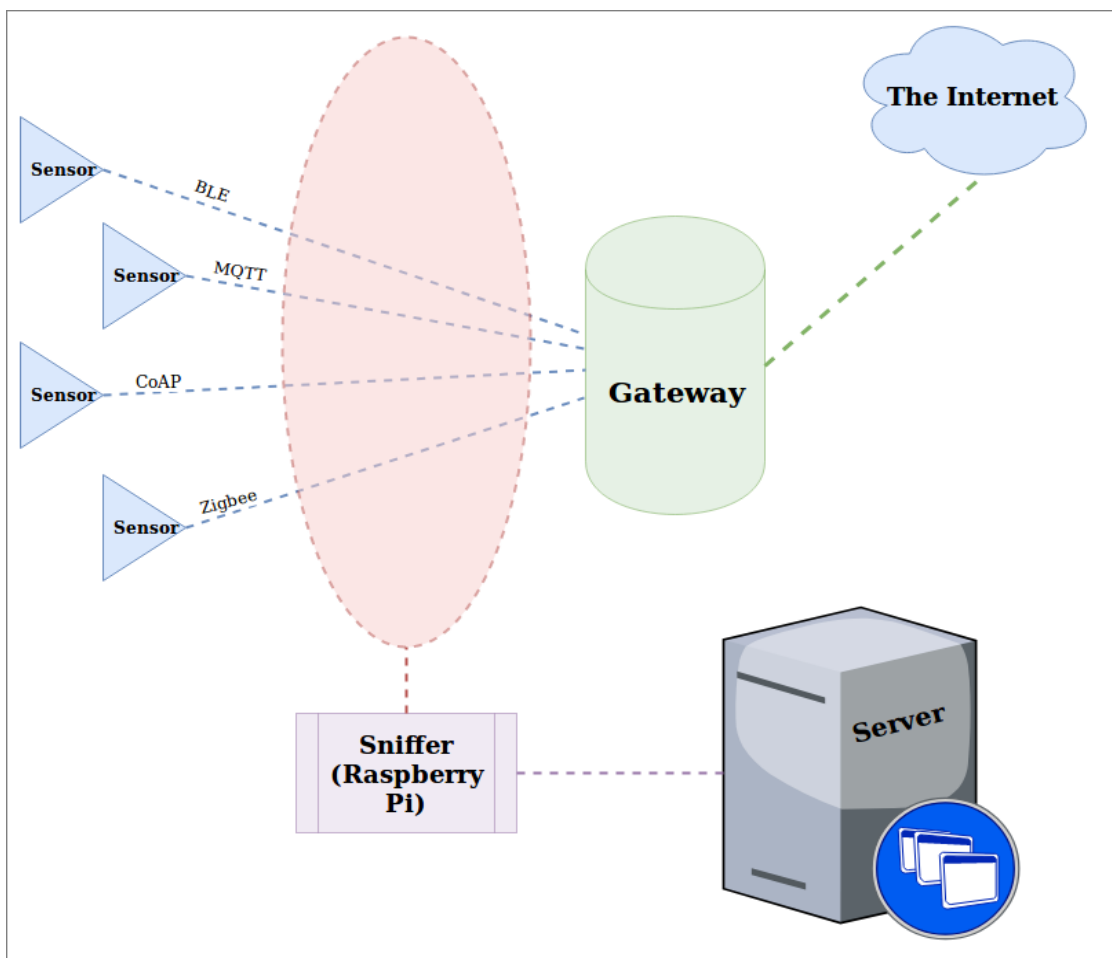 The Internet
Sensor
BLE
Sensor
MQTT
Sensor
CoAP
Sensor
Zigbee
Gateway
Sniffer
(Raspberry
Pi)
Server